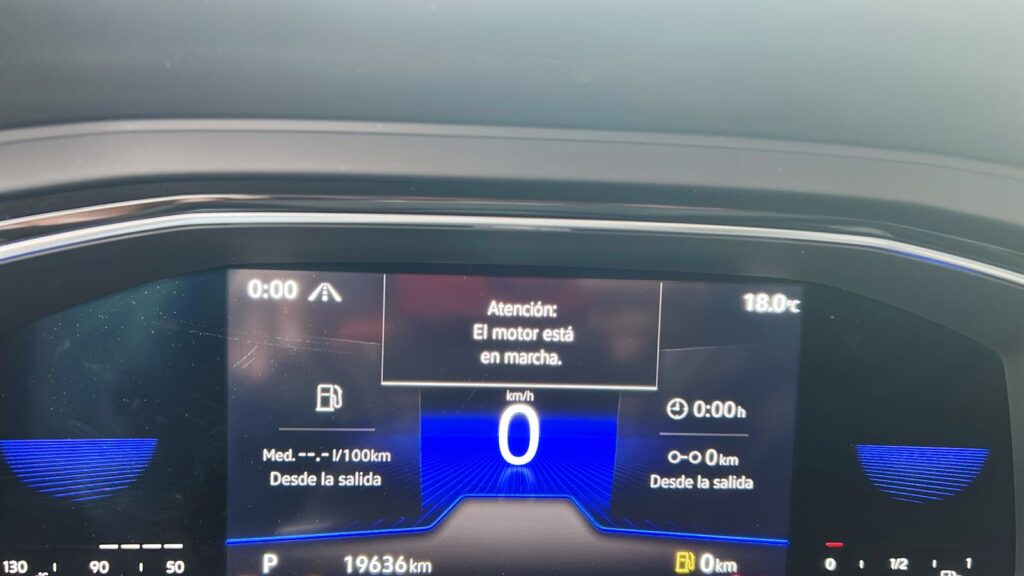 0:00
Atención:
El motor está
en marcha.
18.0°C
km/h
0
Med. --.- l/100km
Desde la salida
0:00h
0km
Desde la salida
130 90 50
P 19636km
0km
0 1/2 1